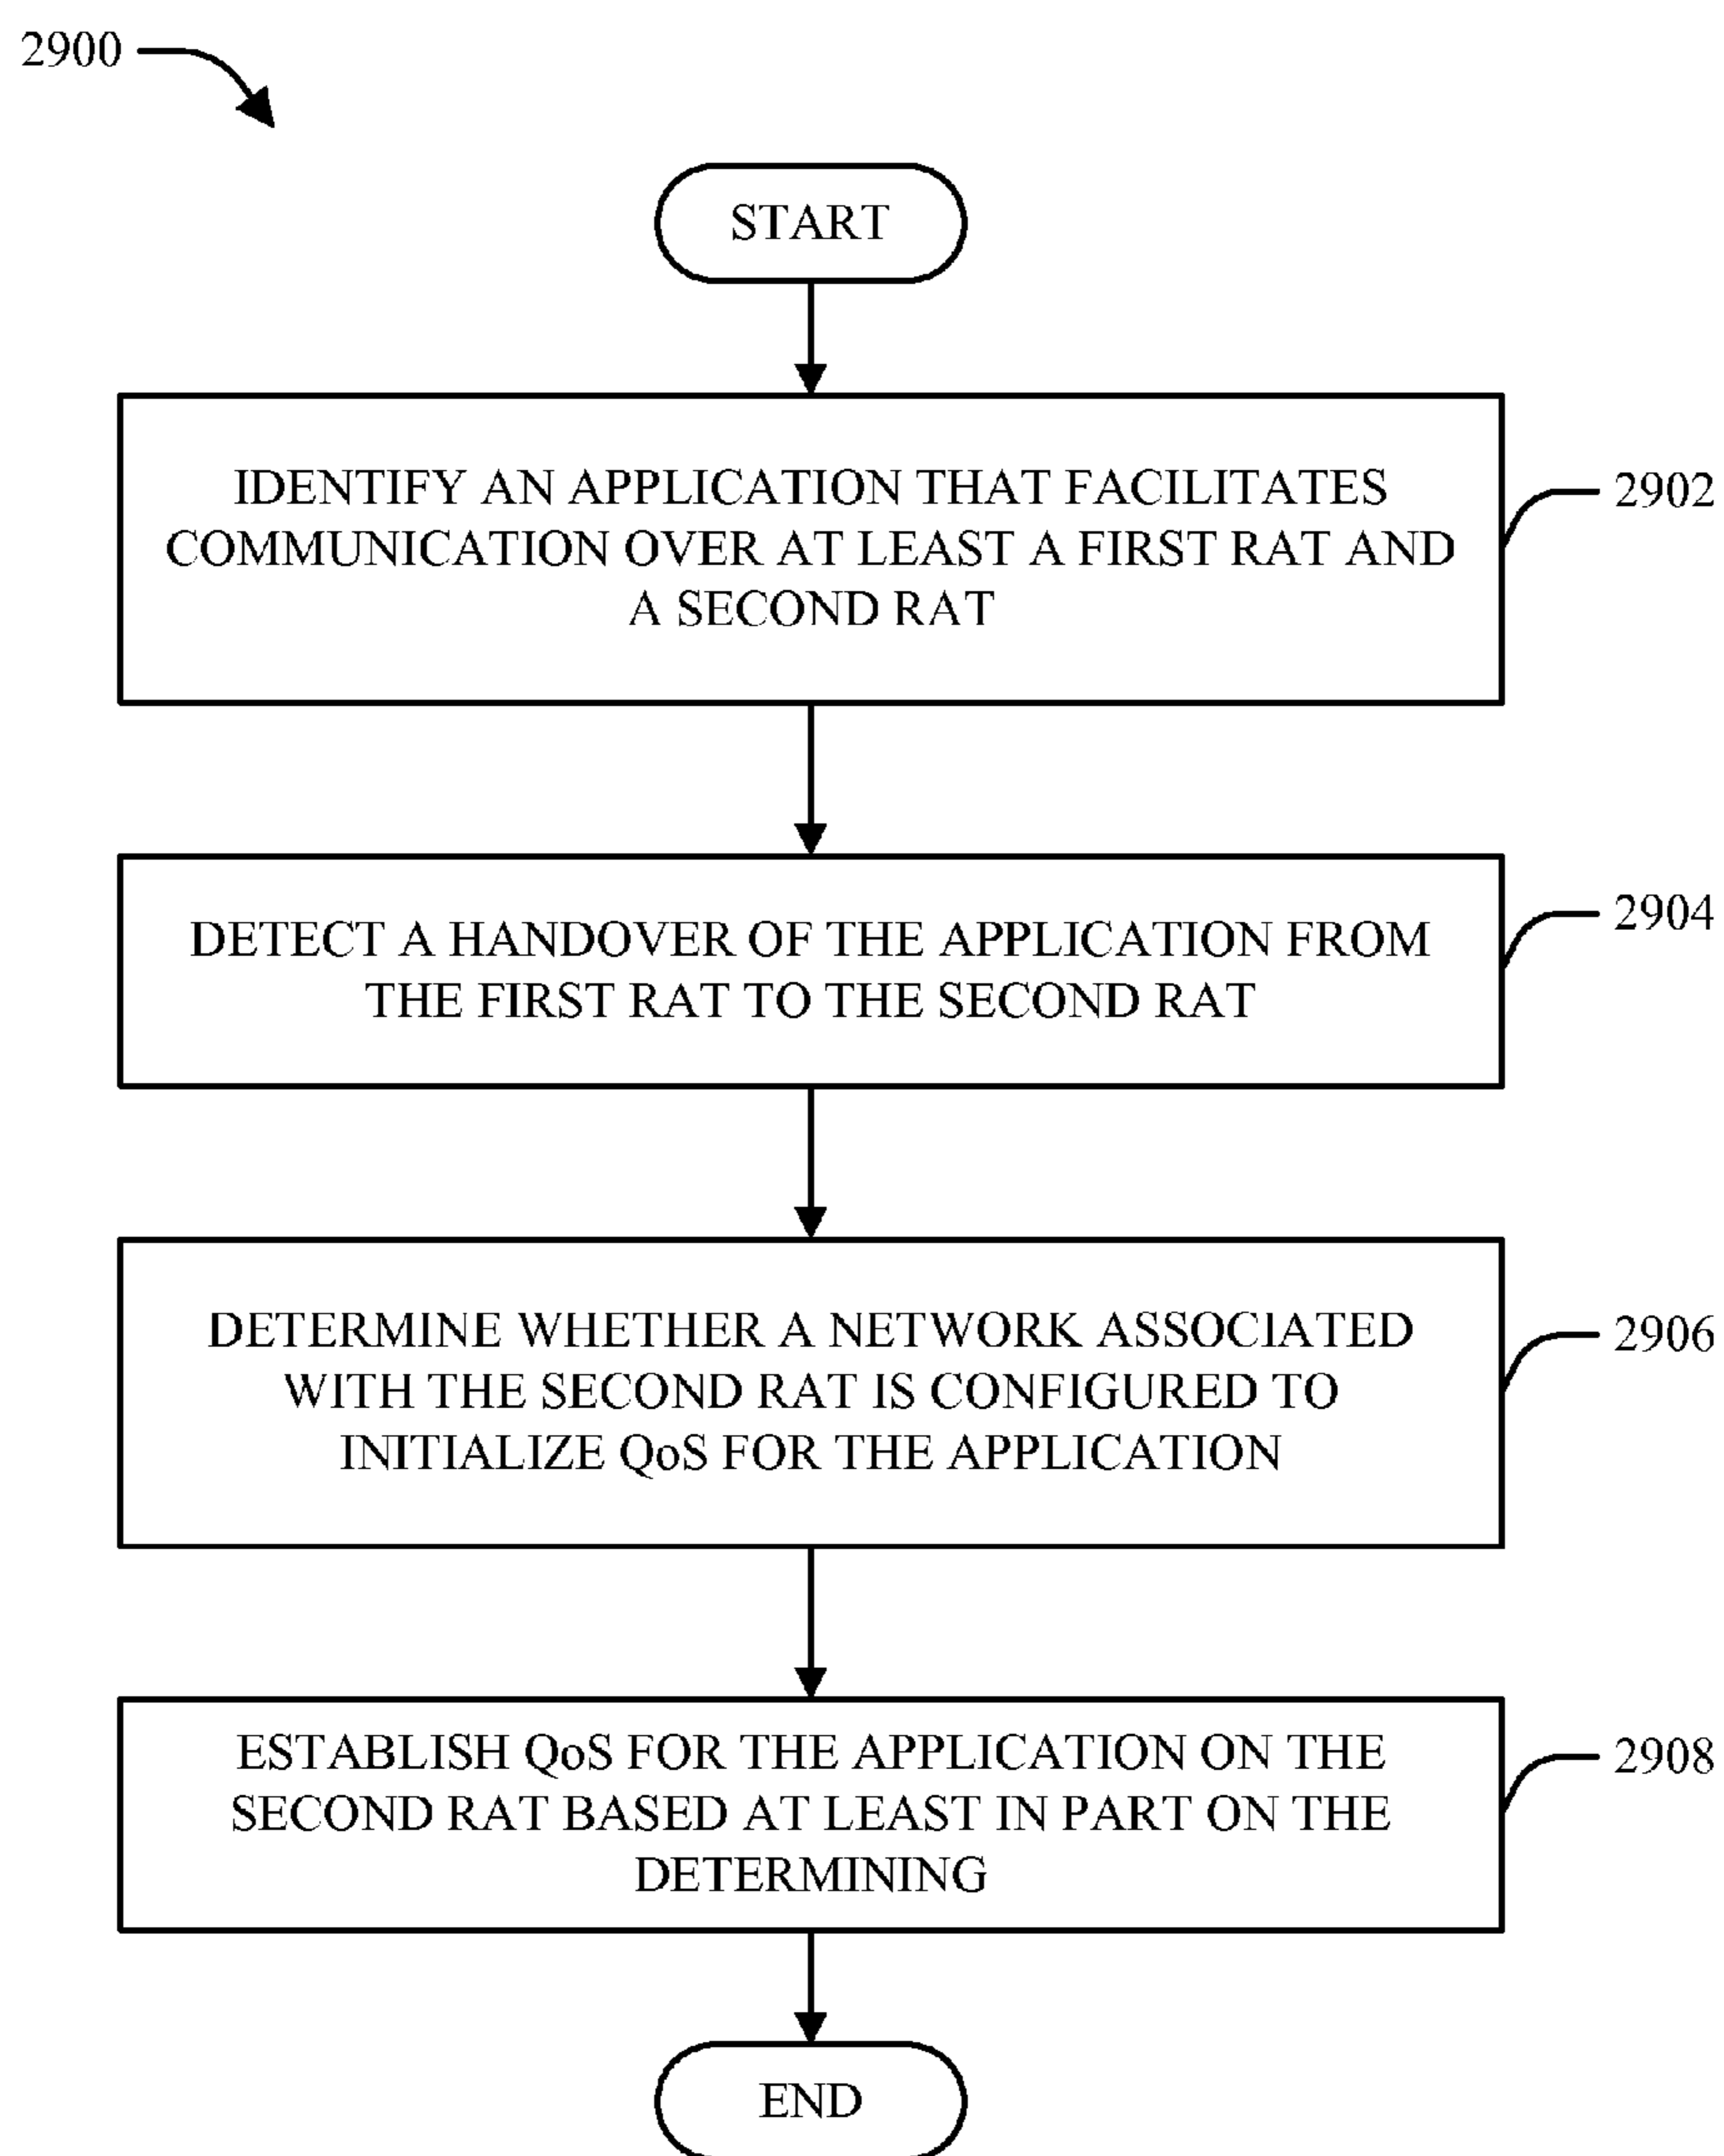 2900
START
IDENTIFY AN APPLICATION THAT FACILITATES
COMMUNICATION OVER AT LEAST A FIRST RAT AND
A SECOND RAT
2902
DETECT A HANDOVER OF THE APPLICATION FROM
THE FIRST RAT TO THE SECOND RAT
2904
DETERMINE WHETHER A NETWORK ASSOCIATED
WITH THE SECOND RAT IS CONFIGURED TO
INITIALIZE QoS FOR THE APPLICATION
2906
ESTABLISH QoS FOR THE APPLICATION ON THE
SECOND RAT BASED AT LEAST IN PART ON THE
DETERMINING
2908
END